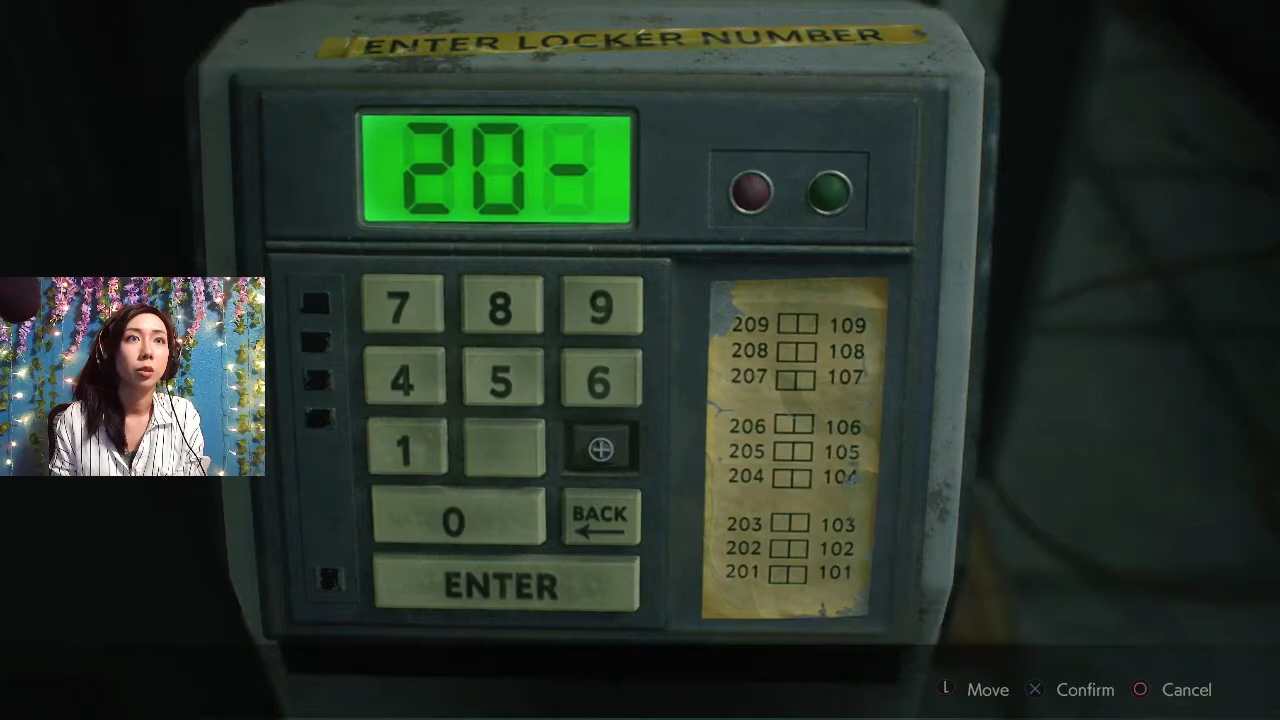 ENTER LOCKER NUMBER
20-
7 8 9
4 5 6
1
0 BACK
ENTER
209 109
208 108
207 107
206 106
205 105
204 104
203 103
202 102
201 101
L Move Confirm Cancel